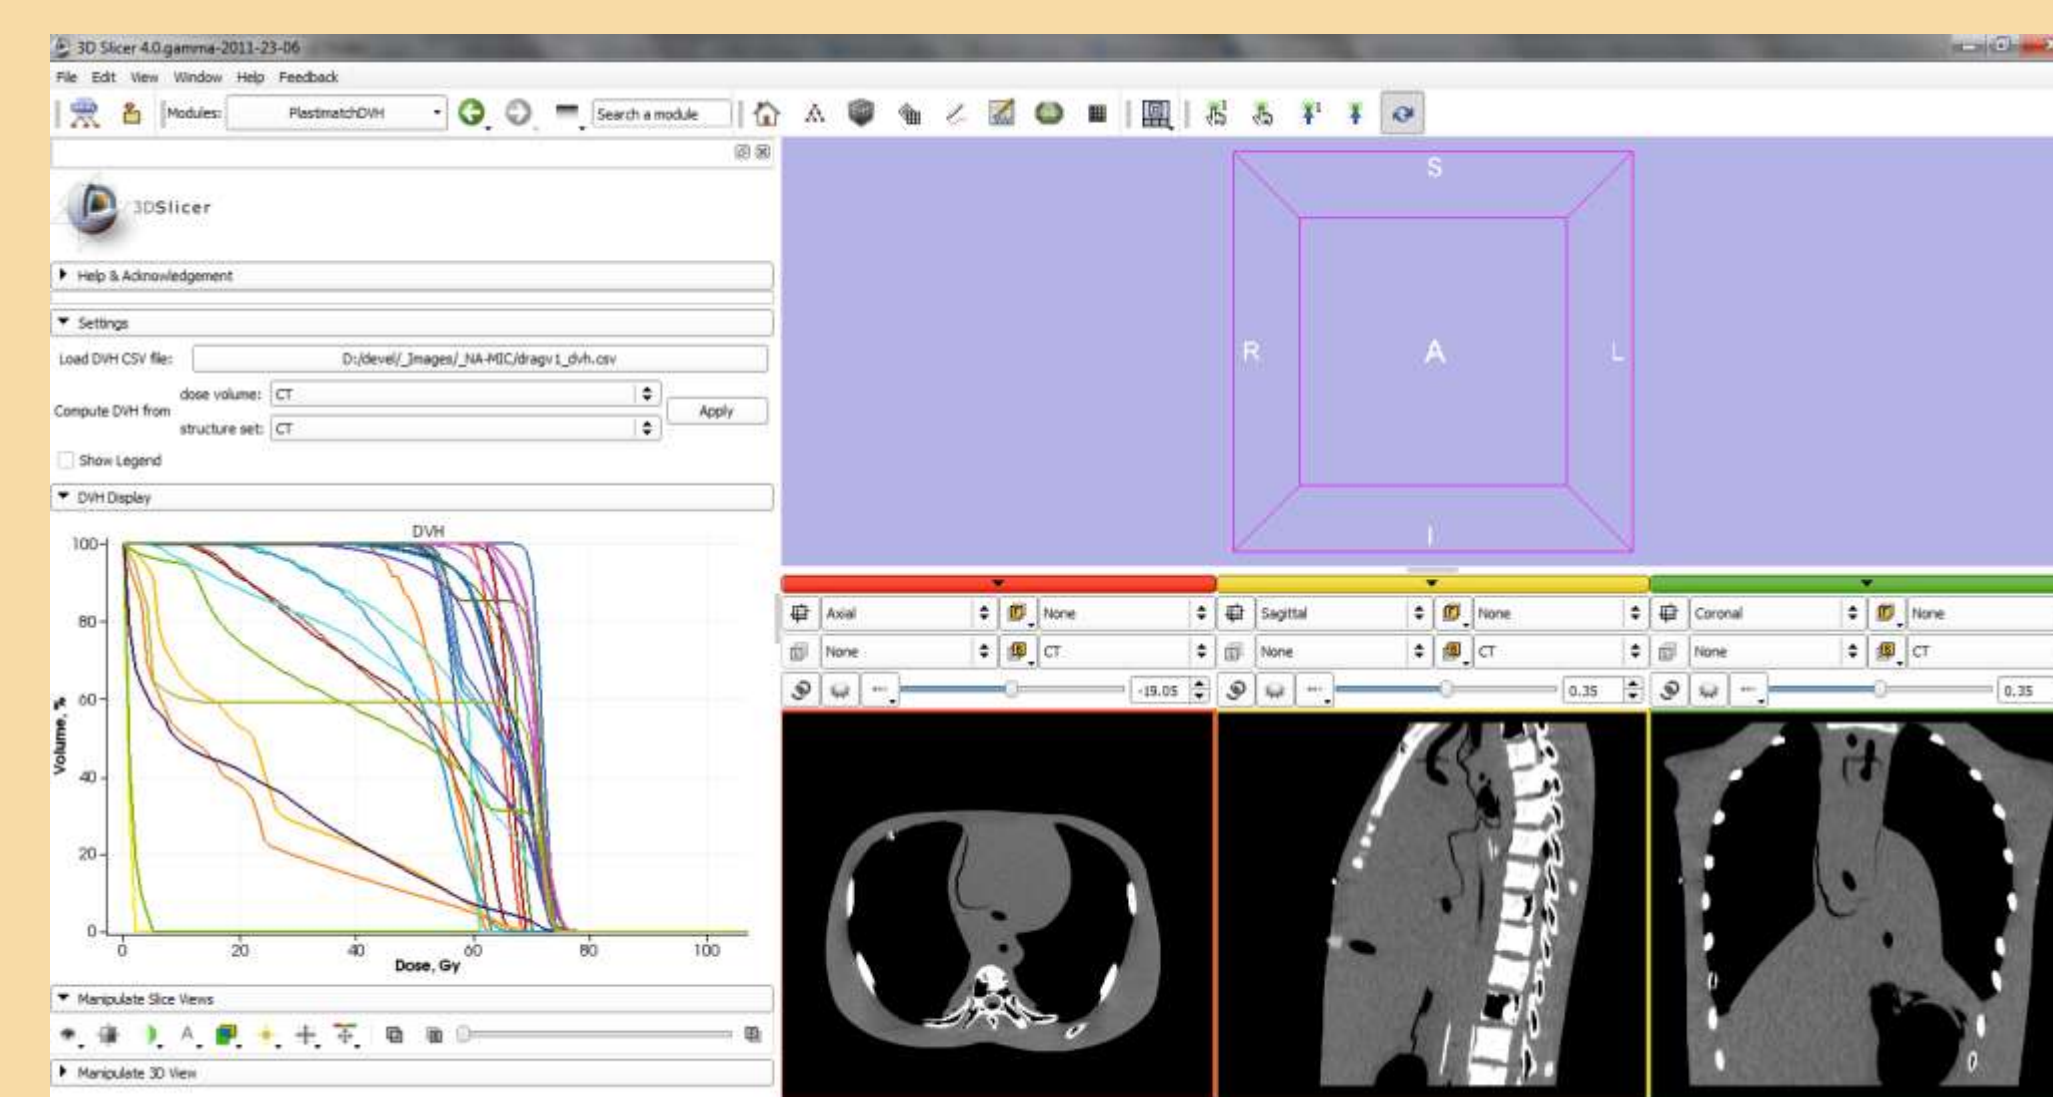 3D Slicer 4.0.gamma-2011-23-06
File Edit View Window Help Feedback
Modules: PlastimatchDVH Search a module
3DSlicer
Help & Acknowledgement
Settings
Load DVH CSV file: D:/devel/_Images/_NA-MIC/dragv1_dvh.csv
Compute DVH from
dose volume: CT
structure set: CT
Apply
Show Legend
DVH Display
DVH
100
80
60
40
20
0
Volume, %
0 20 40 60 80 100
Dose, Gy
Manipulate Slice Views
A
Manipulate 3D View
S
R A L
I
Axial None
None CT
-19.05
Sagittal None
None CT
0.35
Coronal None
None CT
0.35